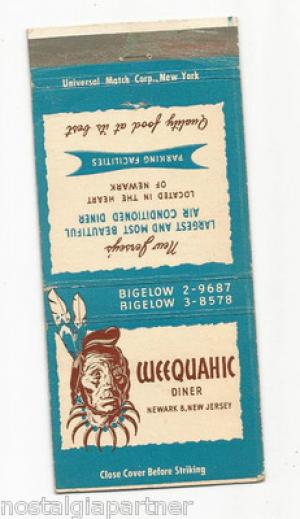 Universal Match Corp., New York
Quality food at its best
PARKING FACILITIES
OF NEWARK
LOCATED IN THE HEART
AIR CONDITIONED DINER
LARGEST AND MOST BEAUTIFUL
New Jersey's
BIGELOW 2-9687
BIGELOW 3-8578
WEEQUAHIC
DINER
NEWARK 8, NEW JERSEY
Close Cover Before Striking
nostalgiapartner